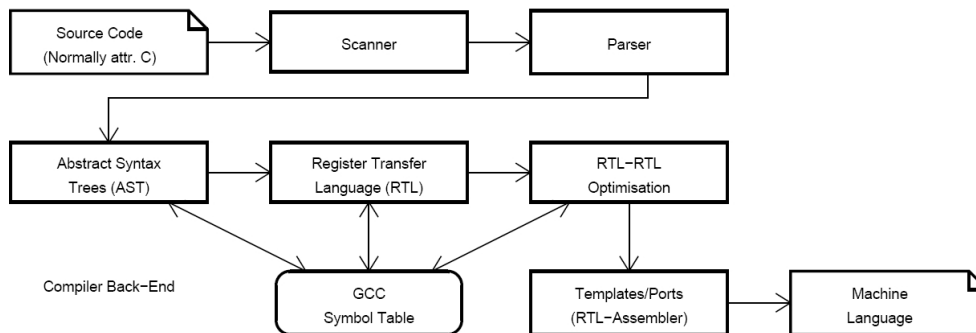 Source Code
(Normally attr. C)
Scanner
Parser
Abstract Syntax
Trees (AST)
Register Transfer
Language (RTL)
RTL−RTL
Optimisation
Compiler Back−End
GCC
Symbol Table
Templates/Ports
(RTL−Assembler)
Machine
Language